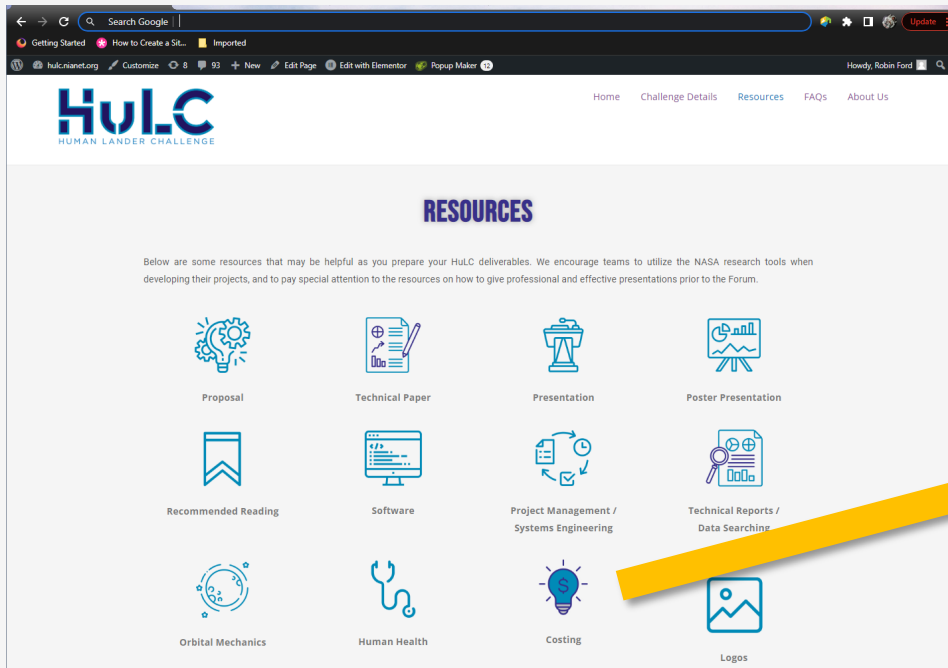 Search Google
Update
Getting Started How to Create a Sit... Imported
hulc.nianet.org Customize 8 93 + New Edit Page Edit with Elementor Popup Maker 12 Howdy, Robin Ford
HULC
HUMAN LANDER CHALLENGE
Home Challenge Details Resources FAQs About Us
RESOURCES
Below are some resources that may be helpful as you prepare your HuLC deliverables. We encourage teams to utilize the NASA research tools when
developing their projects, and to pay special attention to the resources on how to give professional and effective presentations prior to the Forum.
Proposal Technical Paper Presentation Poster Presentation
Recommended Reading Software Project Management / Technical Reports /
Systems Engineering Data Searching
Orbital Mechanics Human Health Costing
Logos